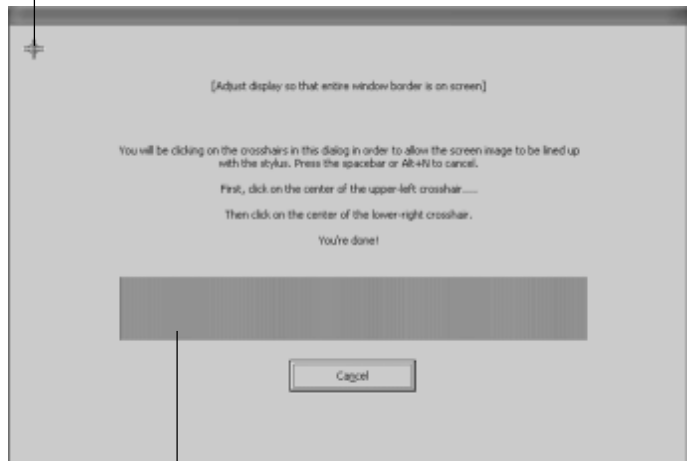 [Adjust display so that entire window border is on screen]
You will be clicking on the crosshairs in this dialog in order to allow the screen image to be lined up
with the stylus. Press the spacebar or Alt+N to cancel.
First, click on the center of the upper-left crosshair.....
Then click on the center of the lower-right crosshair.
You're done!
Cancel